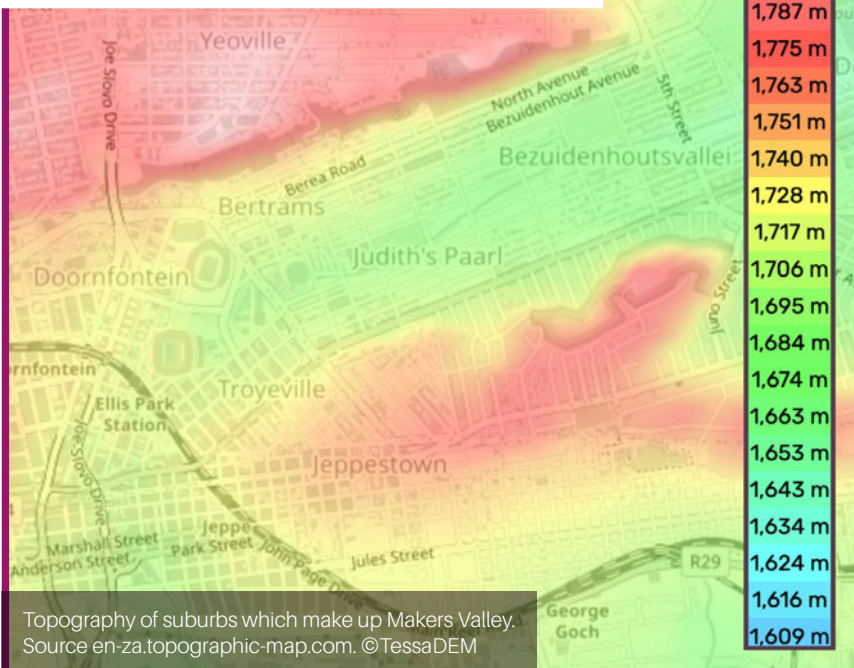 Yeoville
Joe Slovo Drive
North Avenue
Bezuidenhout Avenue
5th Street
Bezuidenhoutsvallei
Berea Road
Bertrams
Judith's Paarl
Doornfontein
Juno Street
ornfontein
Troyeville
Ellis Park
Station
Joe Slovo Drive
Jeppestown
Jeppe
Marshall Street
Park Street
Anderson Street
John Page Drive
Jules Street
R29
George
Goch
1,787 m
1,775 m
1,763 m
1,751 m
1,740 m
1,728 m
1,717 m
1,706 m
1,695 m
1,684 m
1,674 m
1,663 m
1,653 m
1,643 m
1,634 m
1,624 m
1,616 m
1,609 m
Topography of suburbs which make up Makers Valley.
Source en-za.topographic-map.com. ©TessaDEM